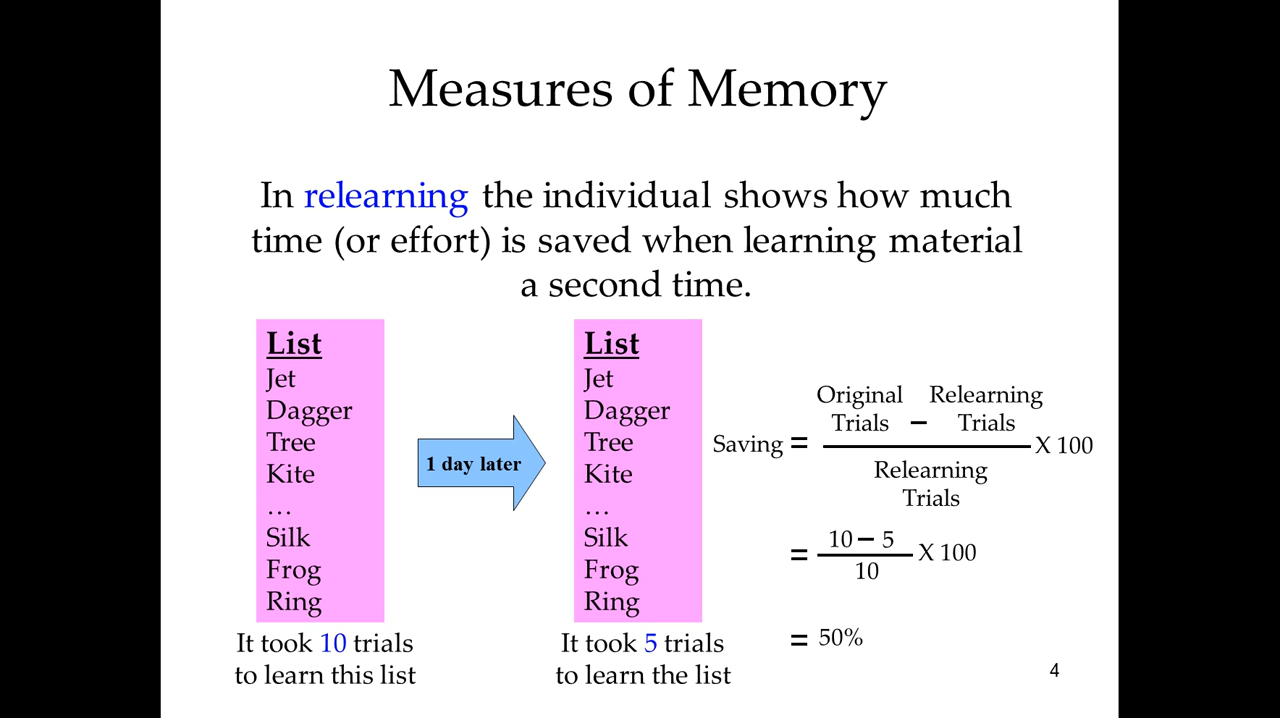 Measures of Memory
In relearning the individual shows how much
time (or effort) is saved when learning material
a second time.
List
Jet
Dagger
Tree
Kite
…
Silk
Frog
Ring
It took 10 trials
to learn this list
1 day later
List
Jet
Dagger
Tree
Kite
…
Silk
Frog
Ring
It took 5 trials
to learn the list
Original Relearning
Trials − Trials
Saving = X 100
Relearning
Trials
10 − 5
= X 100
10
= 50%
4